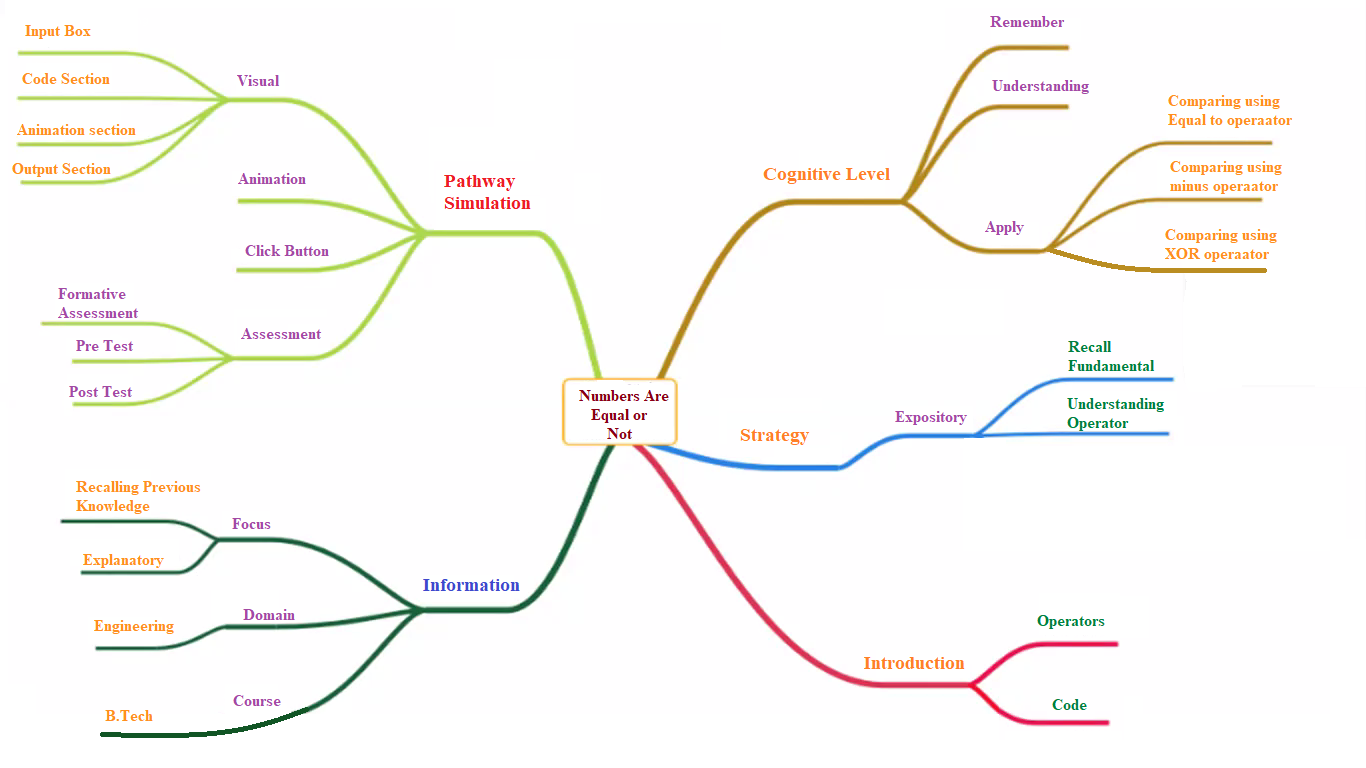 Input Box
Code Section
Animation section
Output Section
Visual
Animation
Click Button
Formative
Assessment
Pre Test
Post Test
Assessment
Pathway
Simulation
Remember
Understanding
Comparing using
Equal to operaator
Comparing using
minus operaator
Comparing using
XOR operaator
Apply
Cognitive Level
Numbers Are
Equal or
Not
Strategy
Expository
Recall
Fundamental
Understanding
Operator
Recalling Previous
Knowledge
Explanatory
Focus
Engineering
Domain
B.Tech
Course
Information
Introduction
Operators
Code